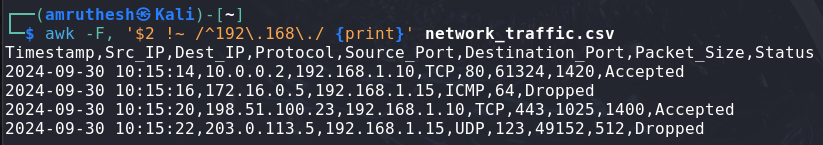 ┌──(amruthesh㉿Kali)-[~]
└─$ awk -F, '$2 !~ /^192\.168\./ {print}' network_traffic.csv
Timestamp,Src_IP,Dest_IP,Protocol,Source_Port,Destination_Port,Packet_Size,Status
2024-09-30 10:15:14,10.0.0.2,192.168.1.10,TCP,80,61324,1420,Accepted
2024-09-30 10:15:16,172.16.0.5,192.168.1.15,ICMP,64,Dropped
2024-09-30 10:15:20,198.51.100.23,192.168.1.10,TCP,443,1025,1400,Accepted
2024-09-30 10:15:22,203.0.113.5,192.168.1.15,UDP,123,49152,512,Dropped